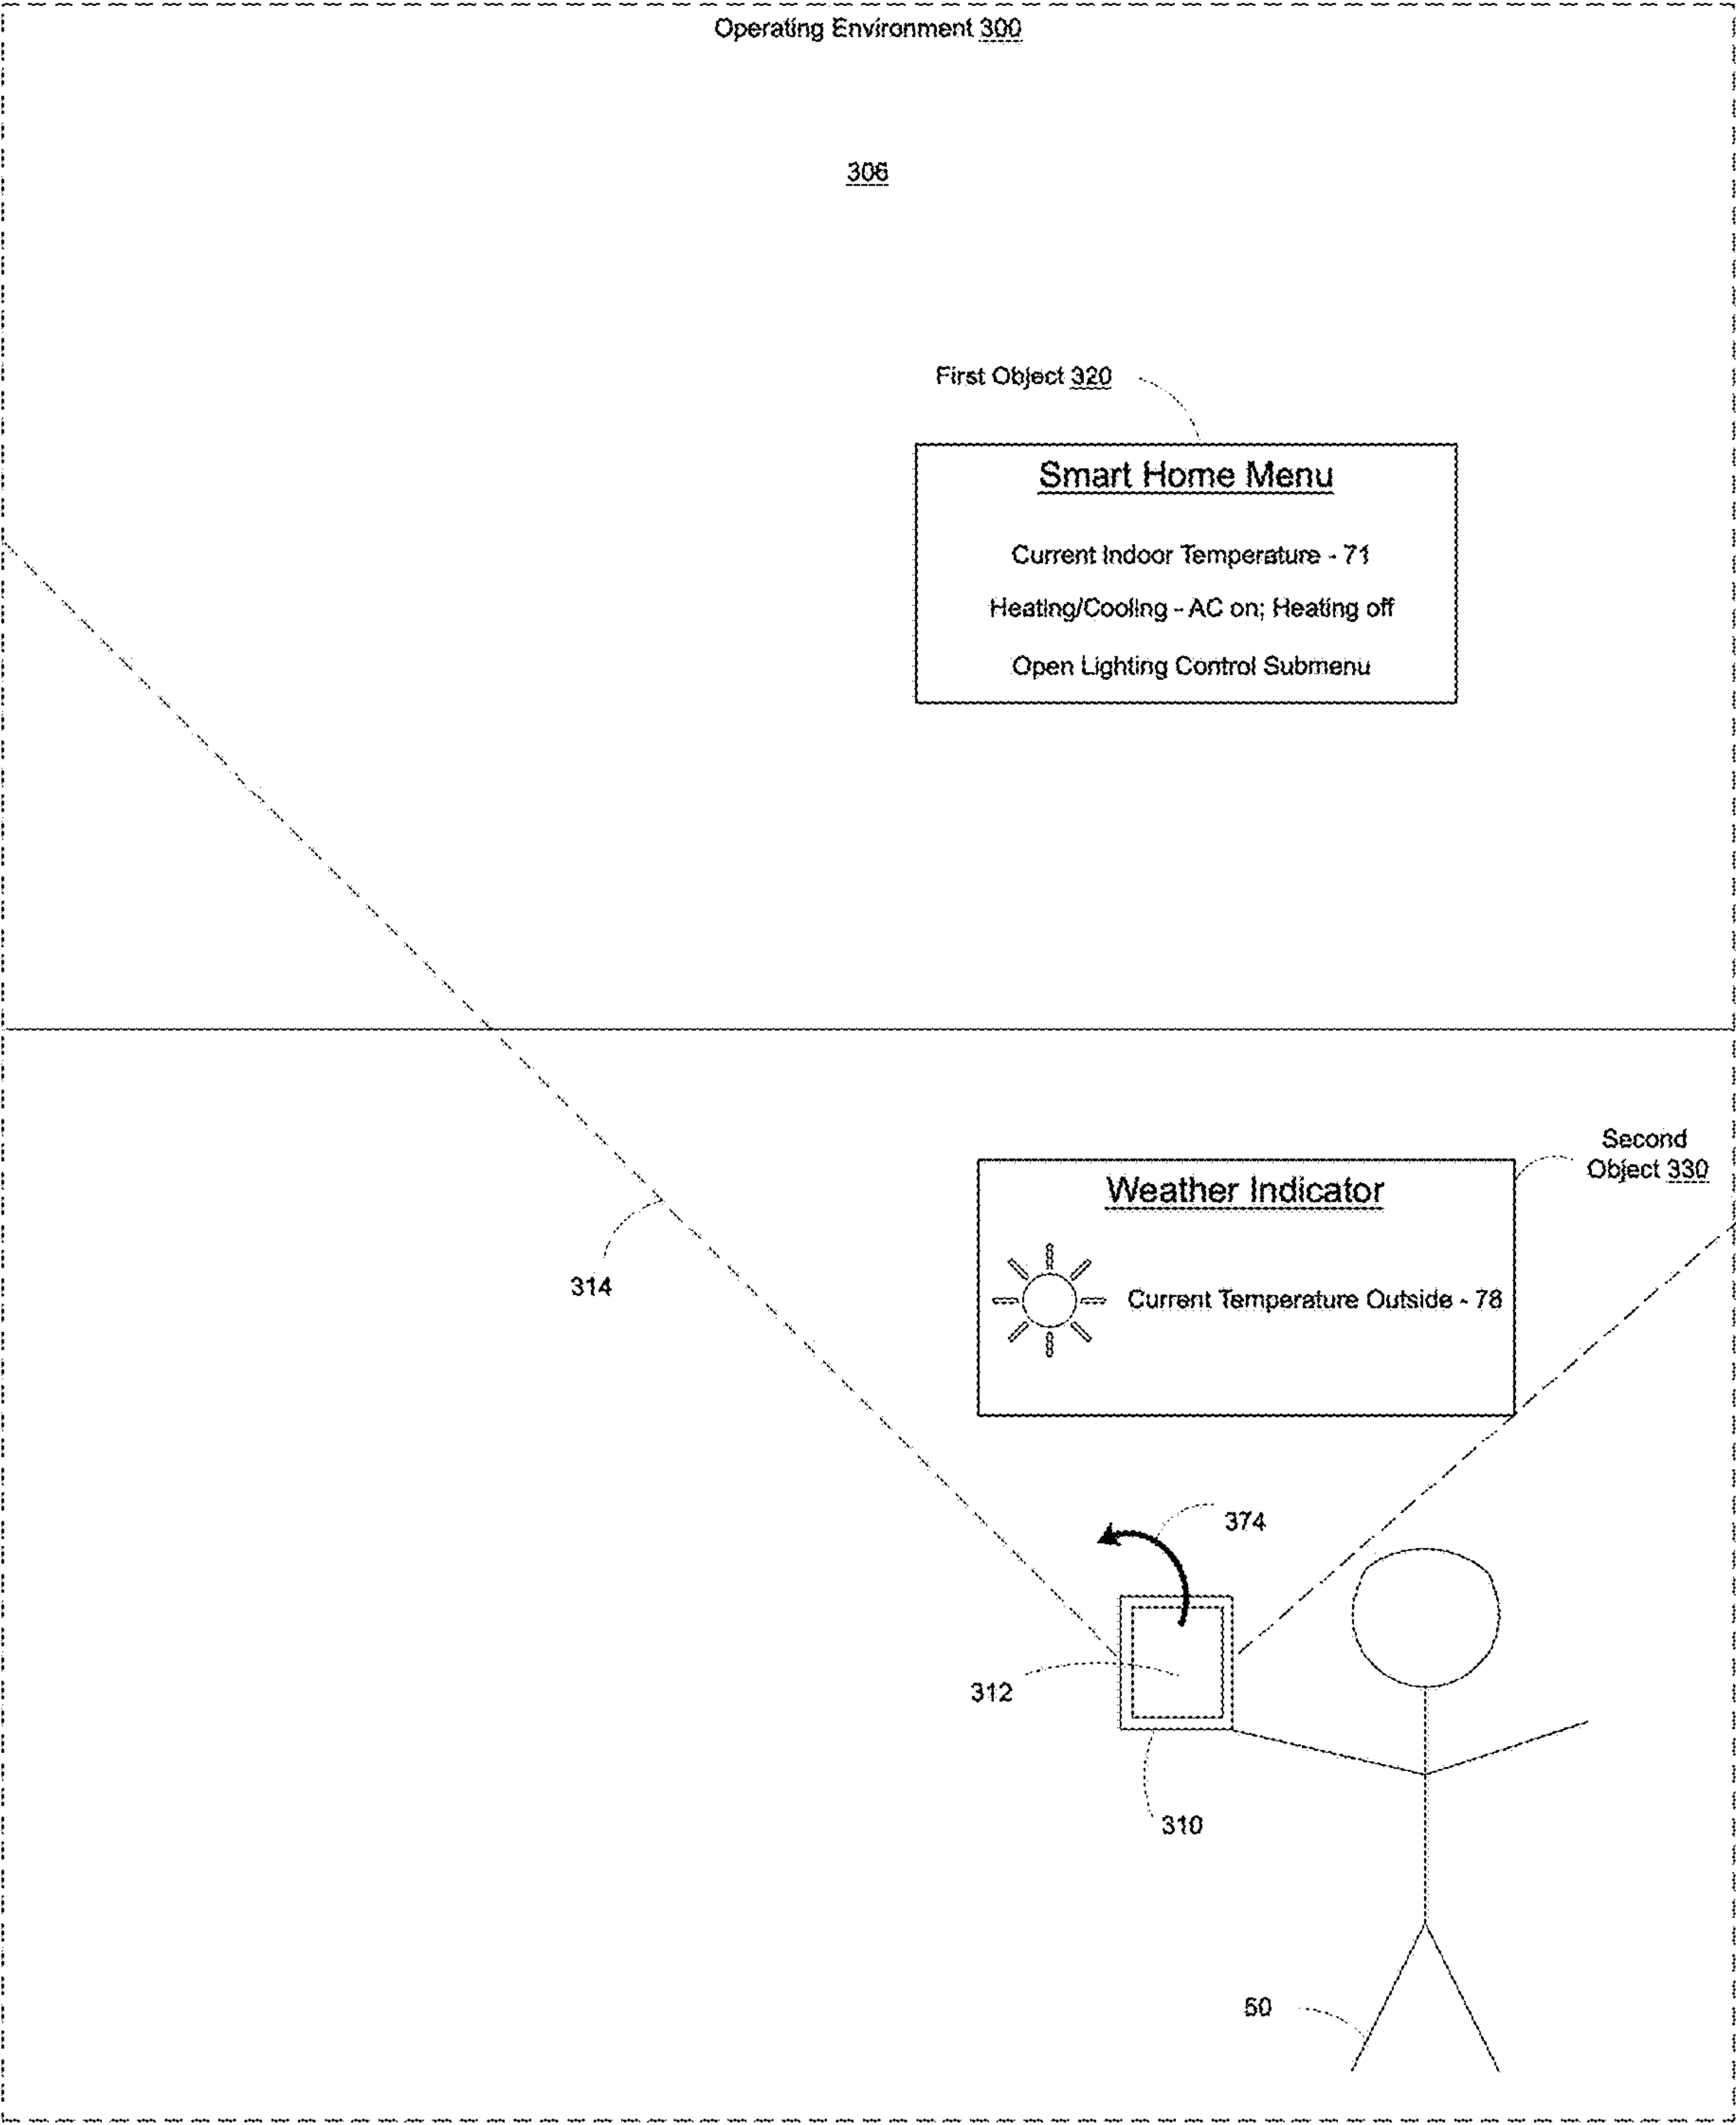 Operating Environment 300
306
First Object 320
Smart Home Menu
Current Indoor Temperature - 71
Heating/Cooling - AC on; Heating off
Open Lighting Control Submenu
Second
Object 330
Weather Indicator
Current Temperature Outside - 78
314
374
312
310
50